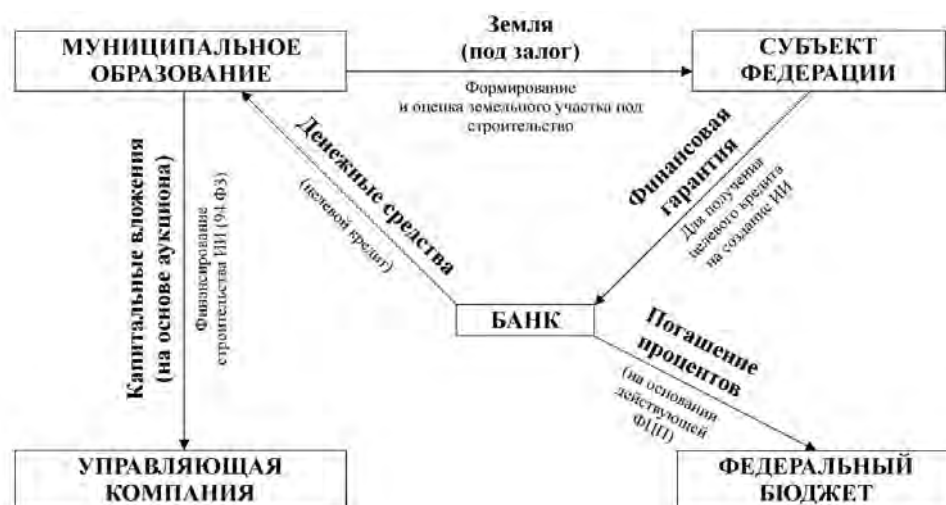 МУНИЦИПАЛЬНОЕ
ОБРАЗОВАНИЕ
Земля
(под залог)
Формирование
и оценка земельного участка под
строительство
СУБЪЕКТ
ФЕДЕРАЦИИ
Капитальные вложения
(на основе аукциона)
Финансирование
строительства ИИ (94 ФЗ)
Денежные средства
(целевой кредит)
Финансовая
гарантия
Для получения
целевого кредита
на создание ИИ
БАНК
Погашение
процентов
(на основании
действующей
ФЦП)
УПРАВЛЯЮЩАЯ
КОМПАНИЯ
ФЕДЕРАЛЬНЫЙ
БЮДЖЕТ